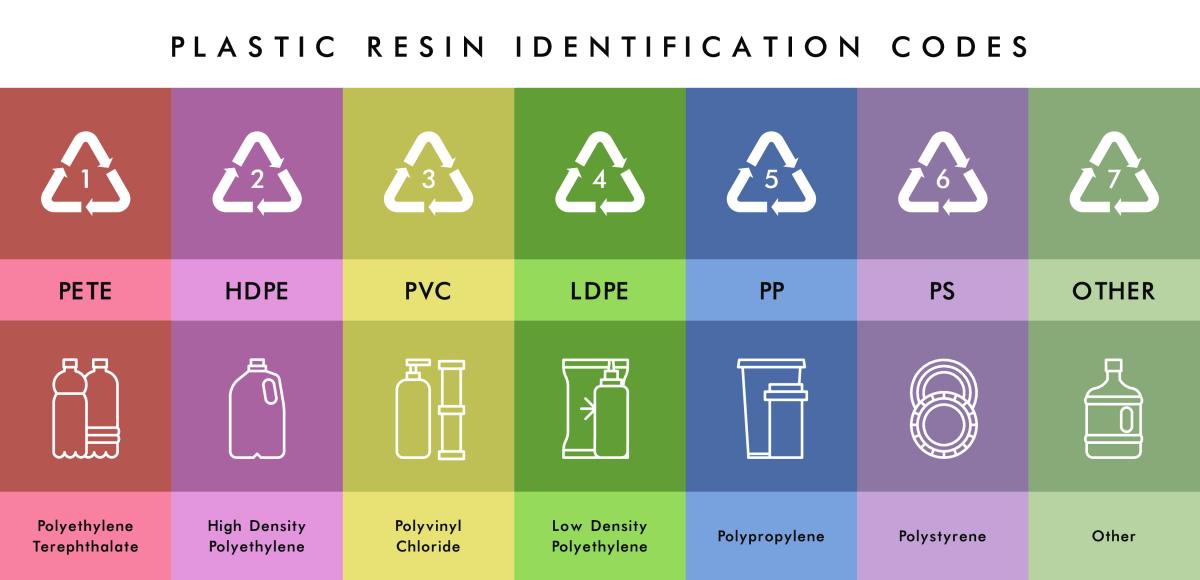 PLASTIC RESIN IDENTIFICATION CODES
1 2 3 4 5 6 7
PETE HDPE PVC LDPE PP PS OTHER
Polyethylene Terephthalate
High Density Polyethylene
Polyvinyl Chloride
Low Density Polyethylene
Polypropylene
Polystyrene
Other